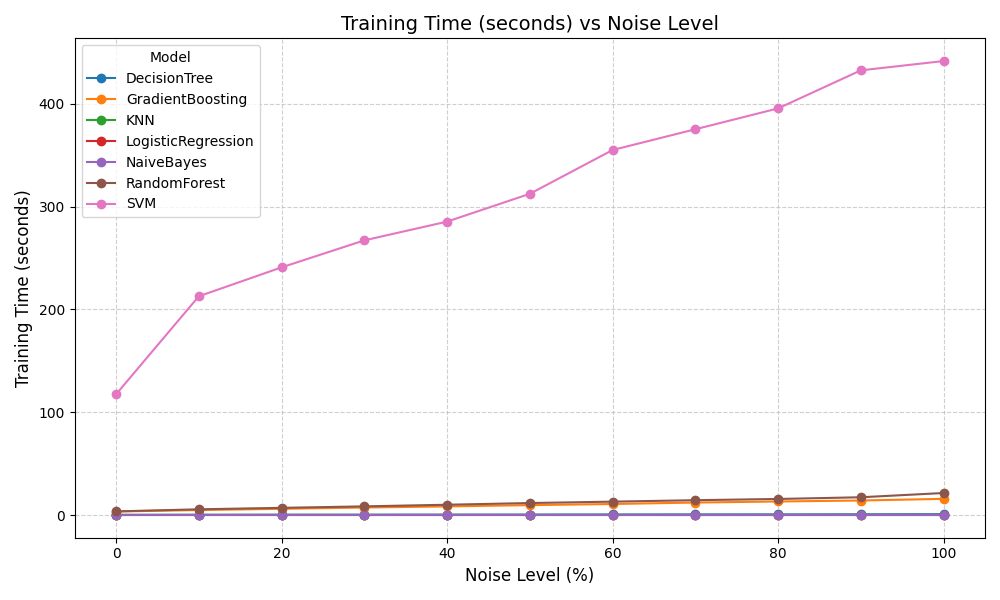 Training Time (seconds) vs Noise Level
Model
DecisionTree
GradientBoosting
KNN
LogisticRegression
NaiveBayes
RandomForest
SVM
Training Time (seconds)
400
300
200
100
0
0 20 40 60 80 100
Noise Level (%)